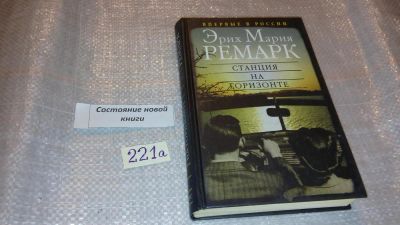 ВПЕРВЫЕ В РОССИИ
Эрих Мария
РЕМАРК
СТАНЦИЯ
НА
ГОРИЗОНТЕ
Состояние новой
книги
221а